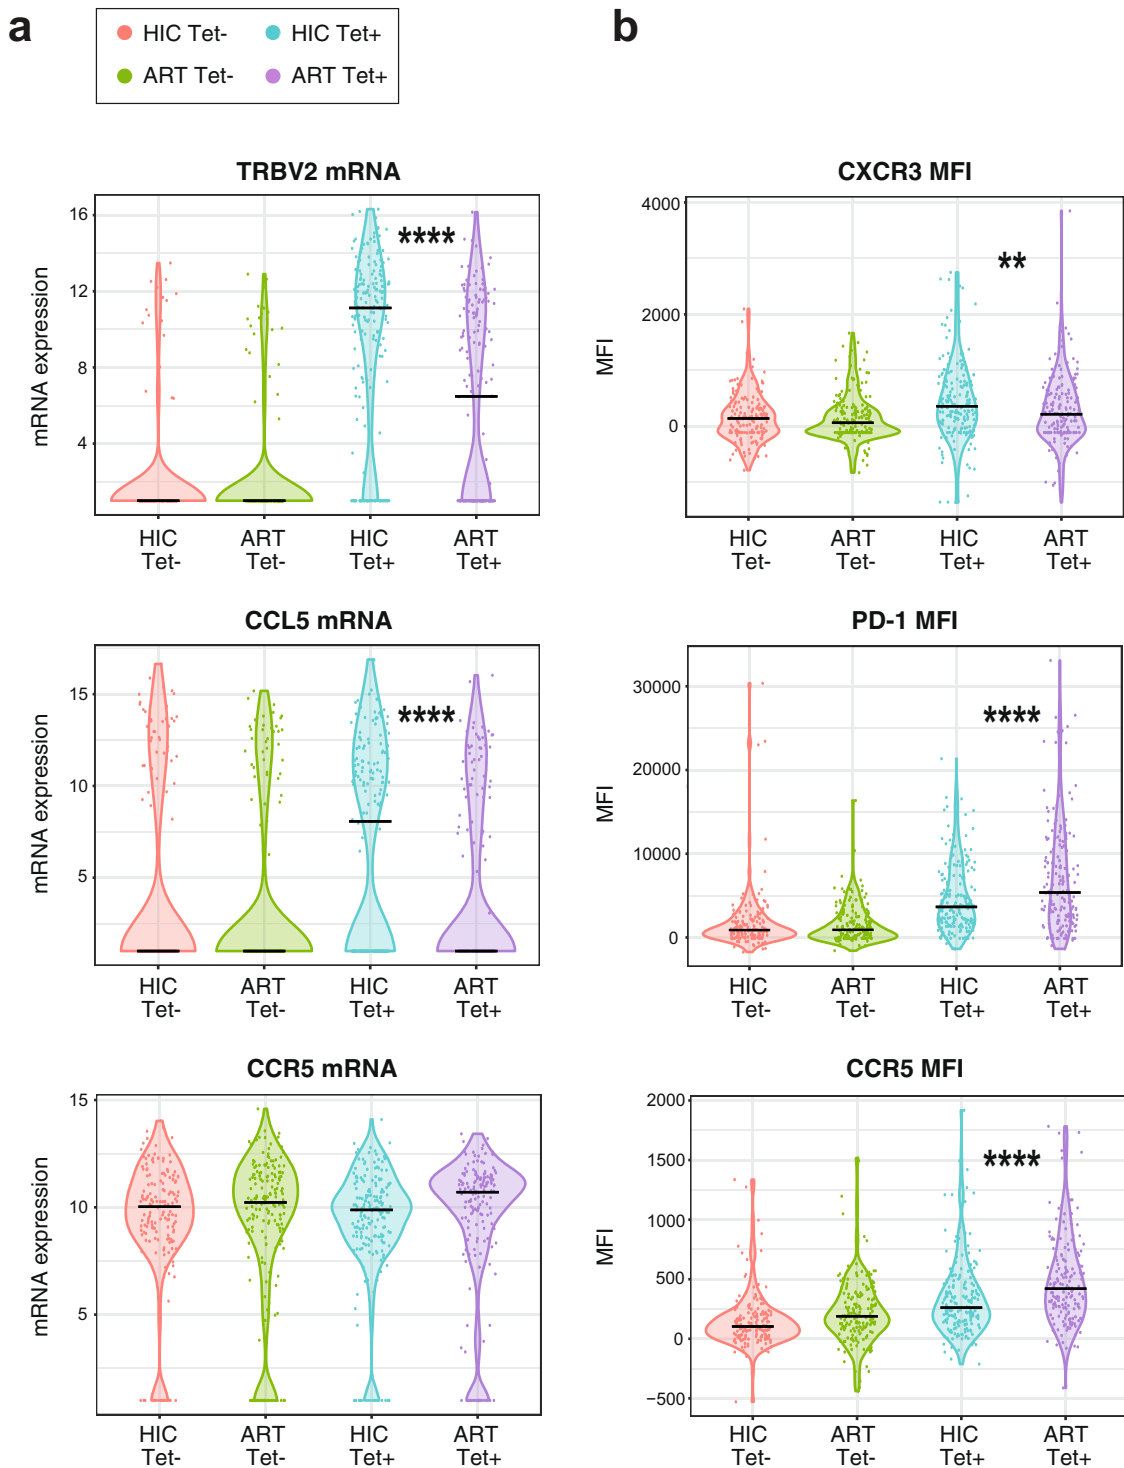 a
HIC Tet- HIC Tet+
ART Tet- ART Tet+
TRBV2 mRNA
mRNA expression
16
12
8
4
****
HIC Tet- ART Tet- HIC Tet+ ART Tet+
CCL5 mRNA
mRNA expression
15
10
5
****
HIC Tet- ART Tet- HIC Tet+ ART Tet+
CCR5 mRNA
mRNA expression
15
10
5
HIC Tet- ART Tet- HIC Tet+ ART Tet+
b
CXCR3 MFI
MFI
4000
2000
0
**
HIC Tet- ART Tet- HIC Tet+ ART Tet+
PD-1 MFI
MFI
30000
20000
10000
0
****
HIC Tet- ART Tet- HIC Tet+ ART Tet+
CCR5 MFI
MFI
2000
1500
1000
500
0
−500
****
HIC Tet- ART Tet- HIC Tet+ ART Tet+